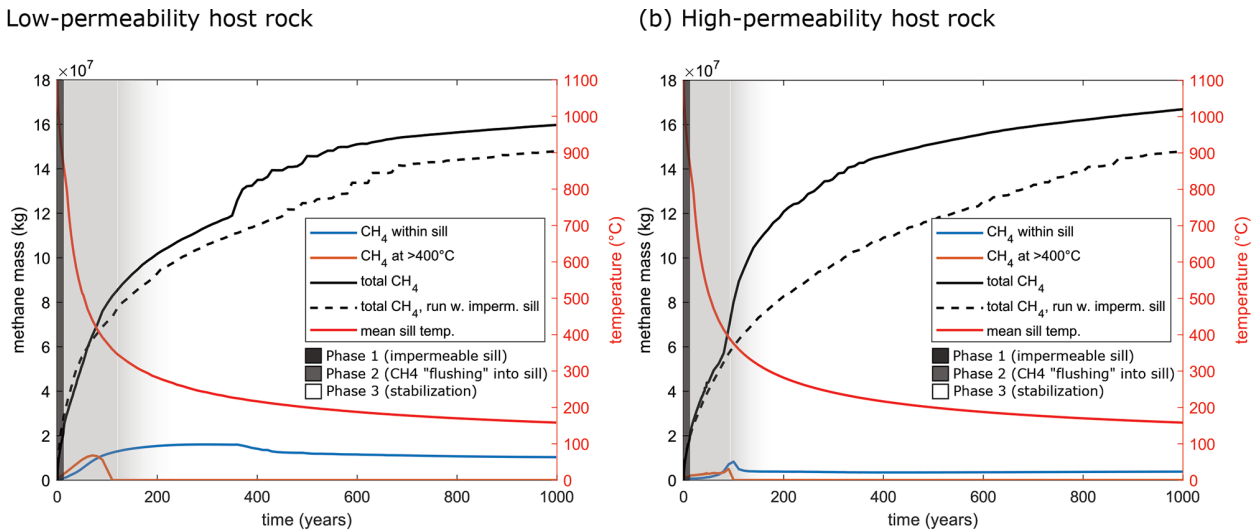 Low-permeability host rock
(b) High-permeability host rock
×10⁷
18
16
14
12
10
8
6
4
2
0
methane mass (kg)
1100
1000
900
800
700
600
500
400
300
200
100
0
temperature (°C)
0 200 400 600 800 1000
time (years)
CH₄ within sill
CH₄ at >400°C
total CH₄
total CH₄, run w. imperm. sill
mean sill temp.
Phase 1 (impermeable sill)
Phase 2 (CH4 "flushing" into sill)
Phase 3 (stabilization)
×10⁷
18
16
14
12
10
8
6
4
2
0
methane mass (kg)
1100
1000
900
800
700
600
500
400
300
200
100
0
temperature (°C)
0 200 400 600 800 1000
time (years)
CH₄ within sill
CH₄ at >400°C
total CH₄
total CH₄, run w. imperm. sill
mean sill temp.
Phase 1 (impermeable sill)
Phase 2 (CH4 "flushing" into sill)
Phase 3 (stabilization)